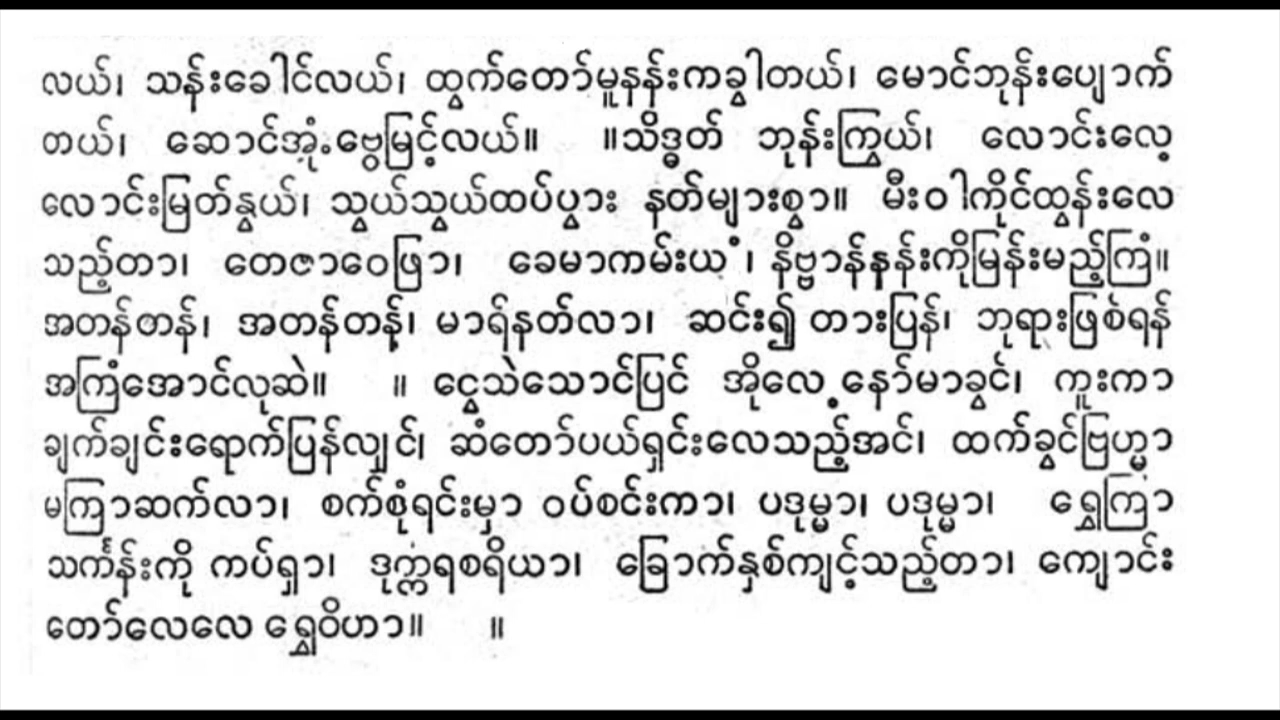 လယ်၊ သန်းခေါင်လယ်၊ ထွက်တော်မူနန်းကခွါတယ်၊ မောင်ဘုန်းပျောက်
တယ်၊ ဆောင်အုံ့ဗွေမြင့်လယ်။ ။သိဒ္ဓတ် ဘုန်းကြွယ်၊ လောင်းလေ့
လောင်းမြတ်နွယ်၊ သွယ်သွယ်ထပ်ပွား နတ်များစွာ။ မီးဝါကိုင်ထွန်းလေ
သည့်တာ၊ တေဇာဝေဖြာ၊ ခေမာကမ်းယံ၊ နိဗ္ဗာန်နန်းကိုမြန်းမည့်ကြံ။
အတန်တန်၊ အတန်တန်၊ မာရ်နတ်လာ၊ ဆင်း၍ တားပြန်၊ ဘုရားဖြစ်ရန်
အကြံအောင်လုဆဲ။ ။ ငွေသဲသောင်ပြင် အိုလေ့နော်မာခွင်၊ ကူးကာ
ချက်ချင်းရောက်ပြန်လျှင်၊ ဆံတော်ပယ်ရှင်းလေသည့်အင်၊ ထက်ခွင်ဗြဟ္မာ
မကြာဆက်လာ၊ စက်စုံရင်းမှာ ဝပ်စင်းကာ၊ ပဒုမ္မာ၊ ပဒုမ္မာ၊ ရွှေကြာ
သင်္ကန်းကို ကပ်ရှာ၊ ဒုက္ကရစရိယာ၊ ခြောက်နှစ်ကျင့်သည့်တာ၊ ကျောင်း
တော်လေလေ ရွှေဝိဟာ။ ။